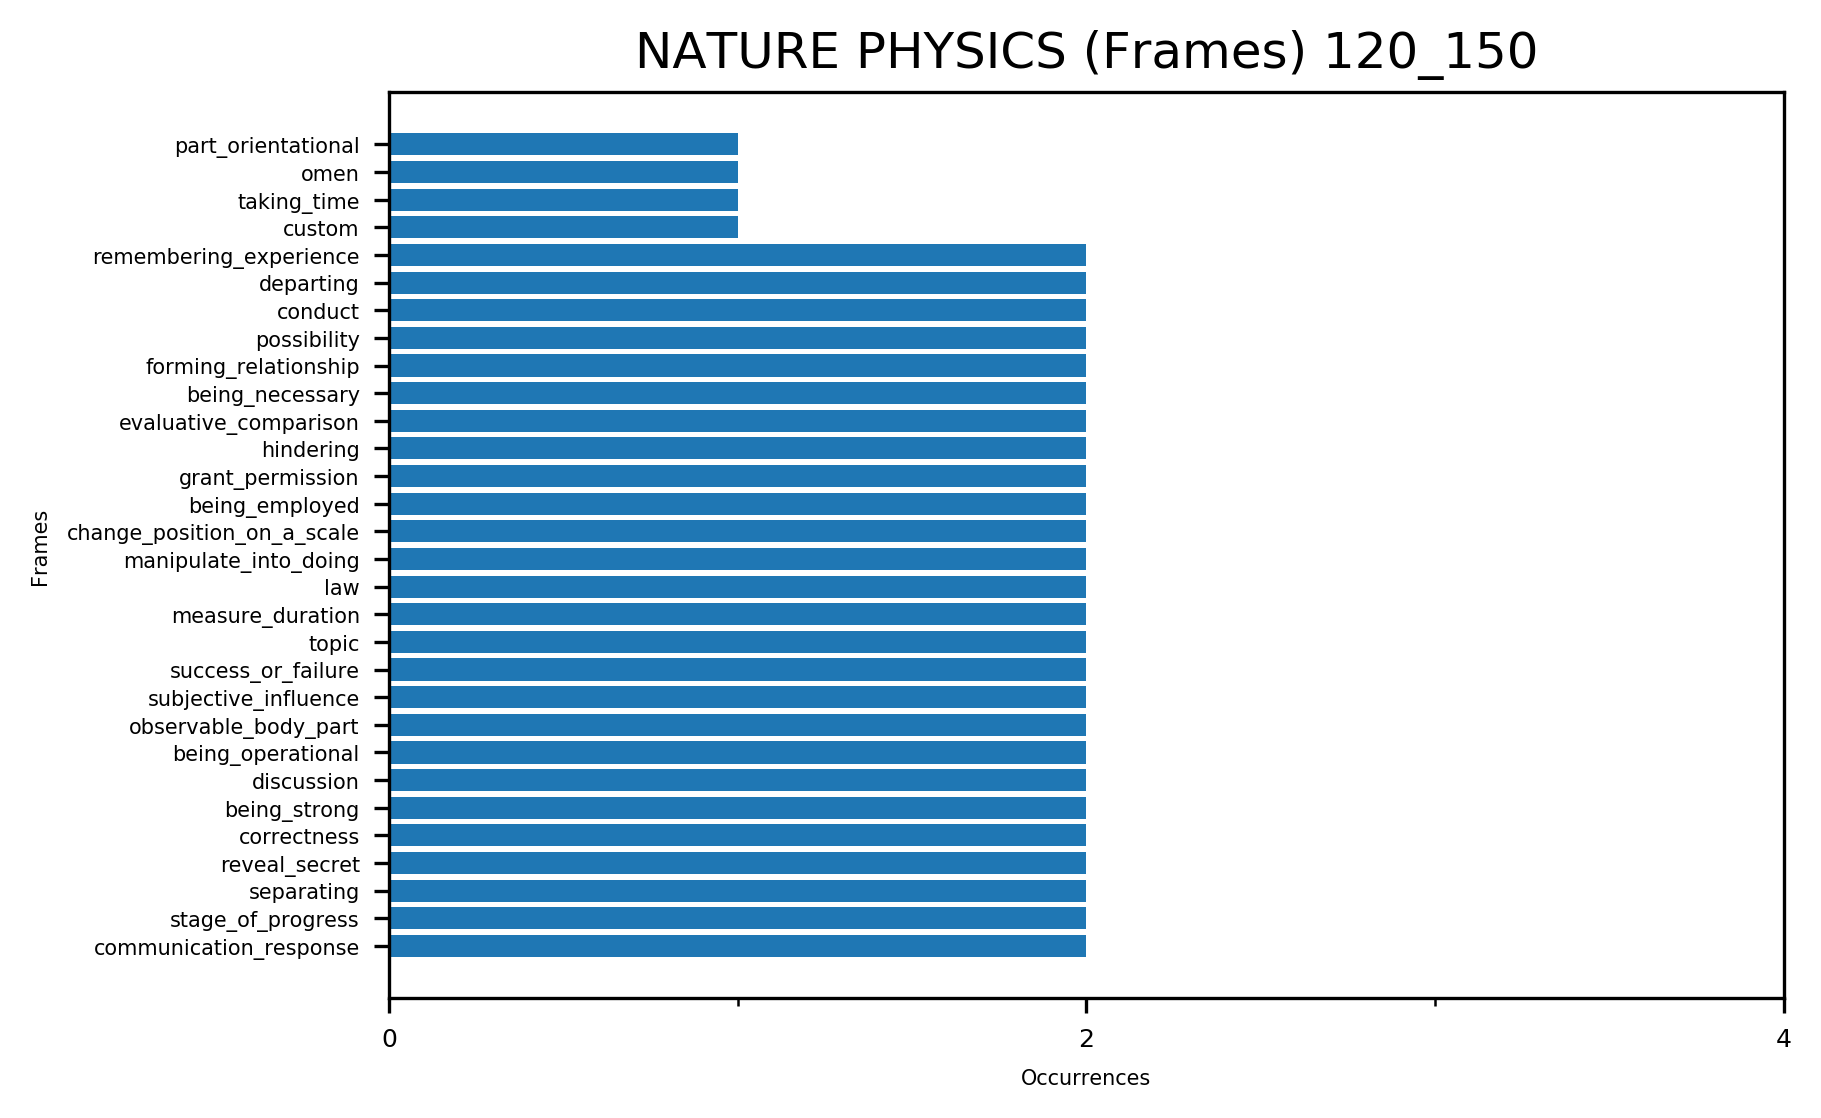 NATURE PHYSICS (Frames) 120_150
part_orientational
omen
taking_time
custom
remembering_experience
departing
conduct
possibility
forming_relationship
being_necessary
evaluative_comparison
hindering
grant_permission
being_employed
change_position_on_a_scale
manipulate_into_doing
law
measure_duration
topic
success_or_failure
subjective_influence
observable_body_part
being_operational
discussion
being_strong
correctness
reveal_secret
separating
stage_of_progress
communication_response
Frames
0 2 4
Occurrences